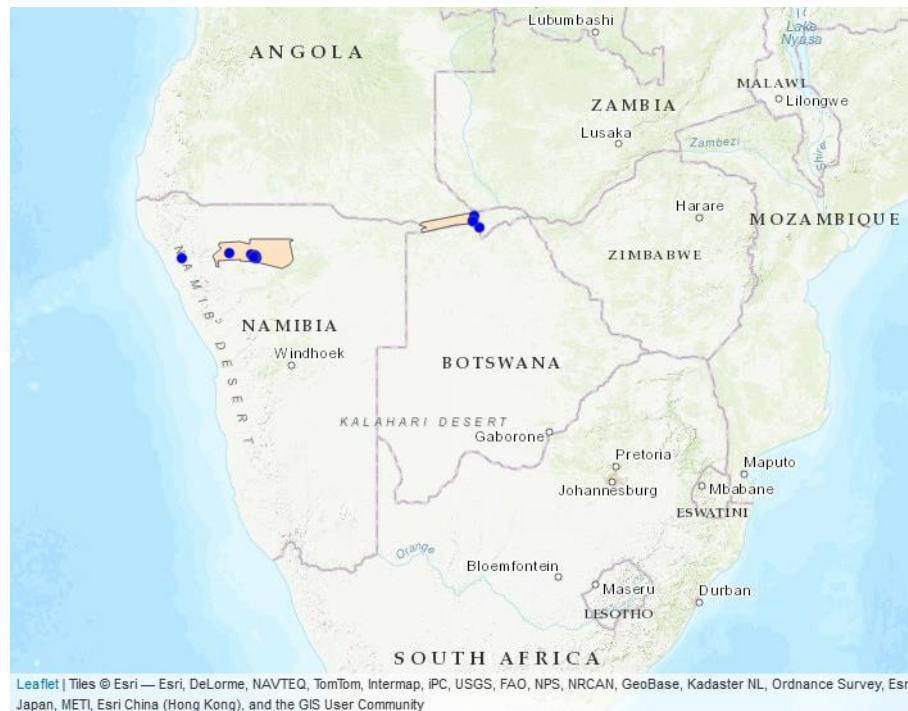 Lubumbashi
Lake
Nyasa
ANGOLA
MALAWI
Lilongwe
ZAMBIA
Lusaka
Zambezi
Shire
Harare
MOZAMBIQUE
ZIMBABWE
NAMIB DESERT
NAMIBIA
Windhoek
BOTSWANA
KALAHARI DESERT
Gaborone
Pretoria
Maputo
Johannesburg
Mbabane
ESWATINI
Orange
Bloemfontein
Maseru
Durban
LESOTHO
SOUTH AFRICA
Leaflet | Tiles © Esri — Esri, DeLorme, NAVTEQ, TomTom, Intermap, iPC, USGS, FAO, NPS, NRCAN, GeoBase, Kadaster NL, Ordnance Survey, Esri
Japan, METI, Esri China (Hong Kong), and the GIS User Community